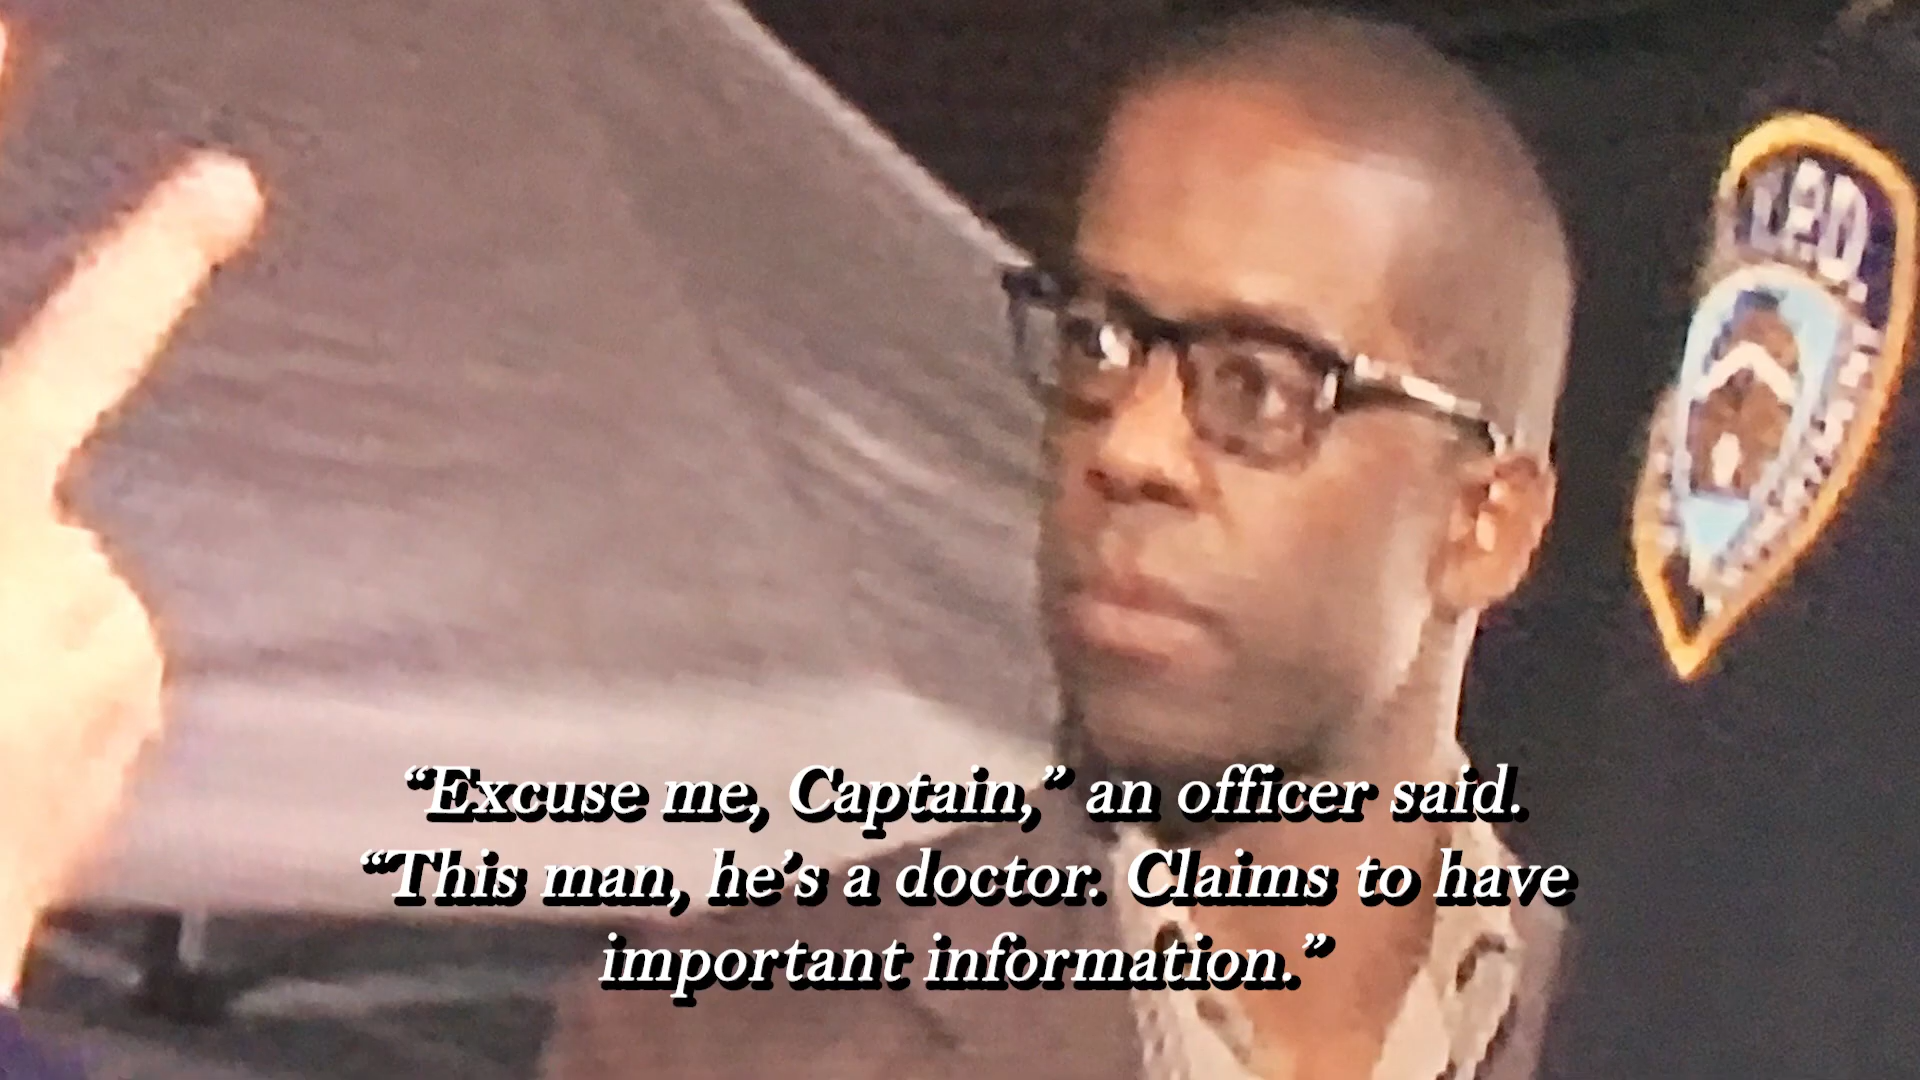 “Excuse me, Captain,” an officer said.
“This man, he’s a doctor. Claims to have
important information.”